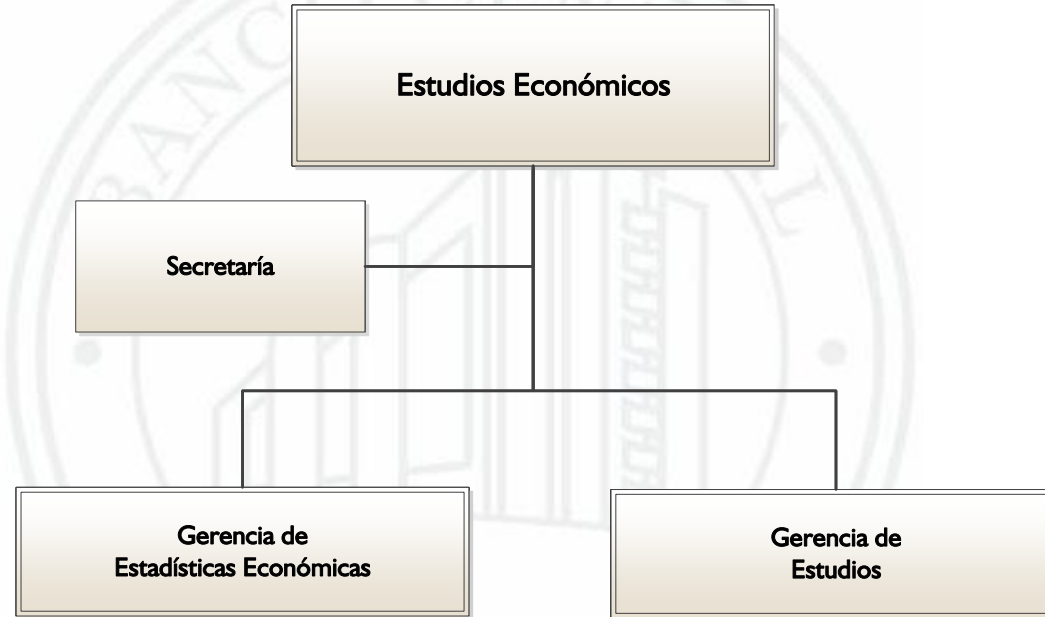 Estudios Económicos
Secretaría
Gerencia de
Estadísticas Económicas
Gerencia de
Estudios